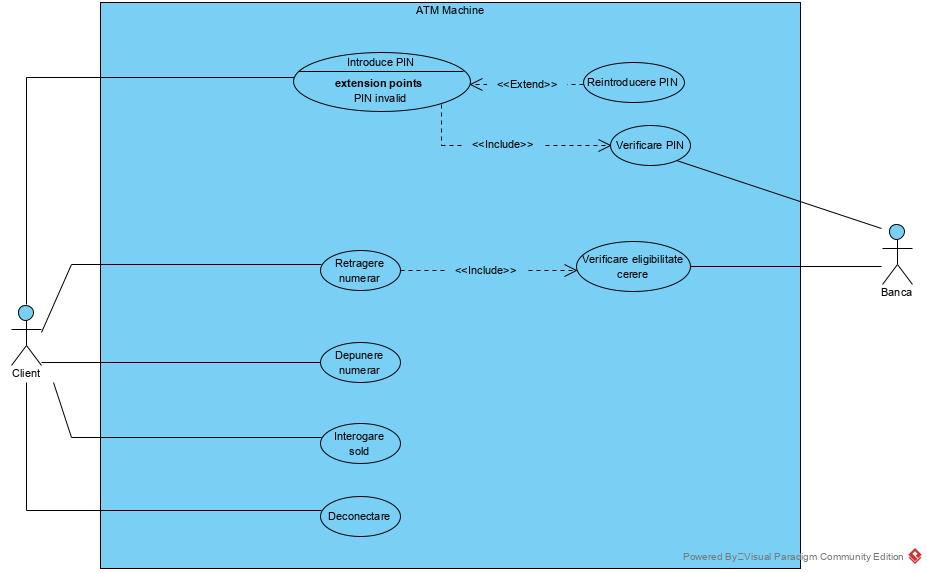 ATM Machine
Introduce PIN
extension points
PIN invalid
<<Extend>>
Reintroducere PIN
<<Include>>
Verificare PIN
Retragere
numerar
<<Include>>
Verificare eligibilitate
cerere
Banca
Client
Depunere
numerar
Interogare
sold
Deconectare
Powered By Visual Paradigm Community Edition